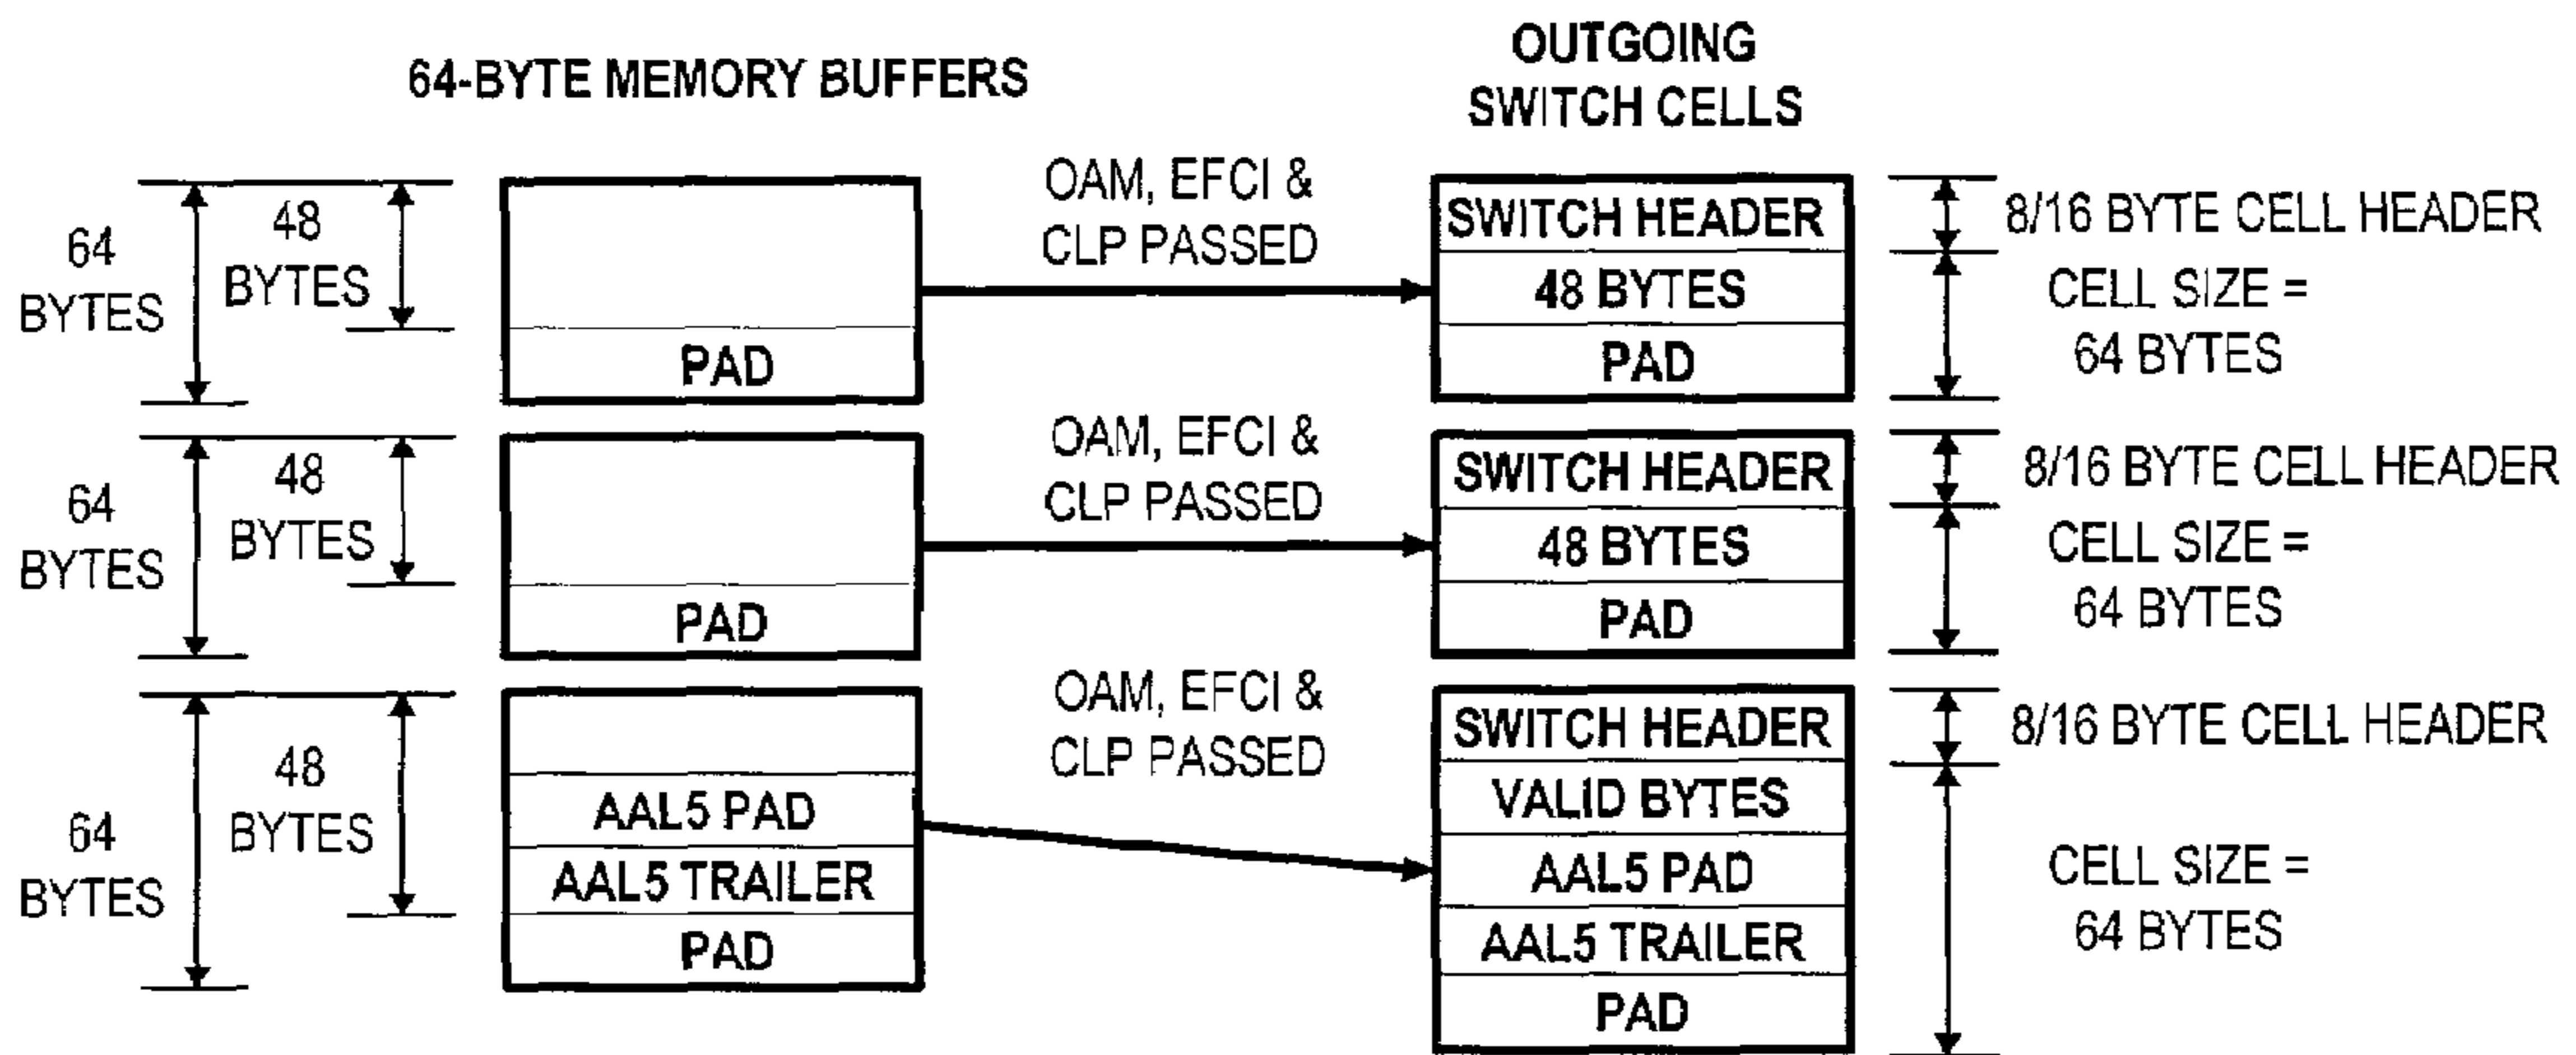 64-BYTE MEMORY BUFFERS
OUTGOING
SWITCH CELLS
64
BYTES
48
BYTES
PAD
OAM, EFCI &
CLP PASSED
SWITCH HEADER
48 BYTES
PAD
8/16 BYTE CELL HEADER
CELL SIZE =
64 BYTES
64
BYTES
48
BYTES
PAD
OAM, EFCI &
CLP PASSED
SWITCH HEADER
48 BYTES
PAD
8/16 BYTE CELL HEADER
CELL SIZE =
64 BYTES
64
BYTES
48
BYTES
AAL5 PAD
AAL5 TRAILER
PAD
OAM, EFCI &
CLP PASSED
SWITCH HEADER
VALID BYTES
AAL5 PAD
AAL5 TRAILER
PAD
8/16 BYTE CELL HEADER
CELL SIZE =
64 BYTES